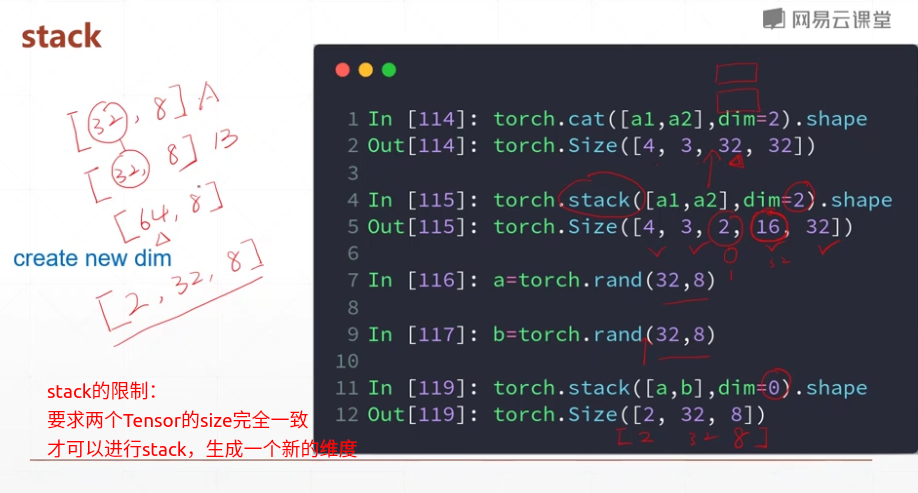 网易云课堂
stack
[32, 8] A
[32, 8] B
[64, 8]
create new dim
[2, 32, 8]
stack的限制：
要求两个Tensor的size完全一致
才可以进行stack，生成一个新的维度
1 In [114]: torch.cat([a1,a2],dim=2).shape
2 Out[114]: torch.Size([4, 3, 32, 32])
3
4 In [115]: torch.stack([a1,a2],dim=2).shape
5 Out[115]: torch.Size([4, 3, 2, 16, 32])
0
32
1
6
7 In [116]: a=torch.rand(32,8)
8
9 In [117]: b=torch.rand(32,8)
10
11 In [119]: torch.stack([a,b],dim=0).shape
12 Out[119]: torch.Size([2, 32, 8])
[2 32 8]